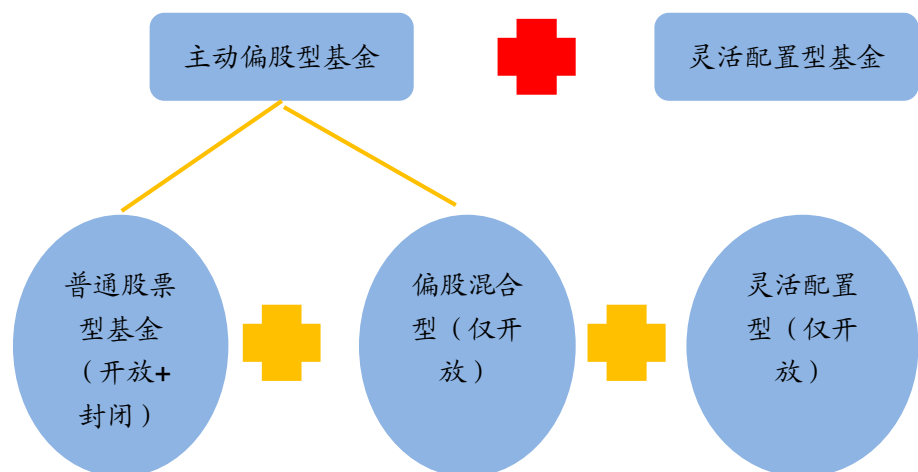 主动偏股型基金
灵活配置型基金
普通股票
型基金
（开放+
封闭）
偏股混合
型（仅开
放）
灵活配置
型（仅开
放）